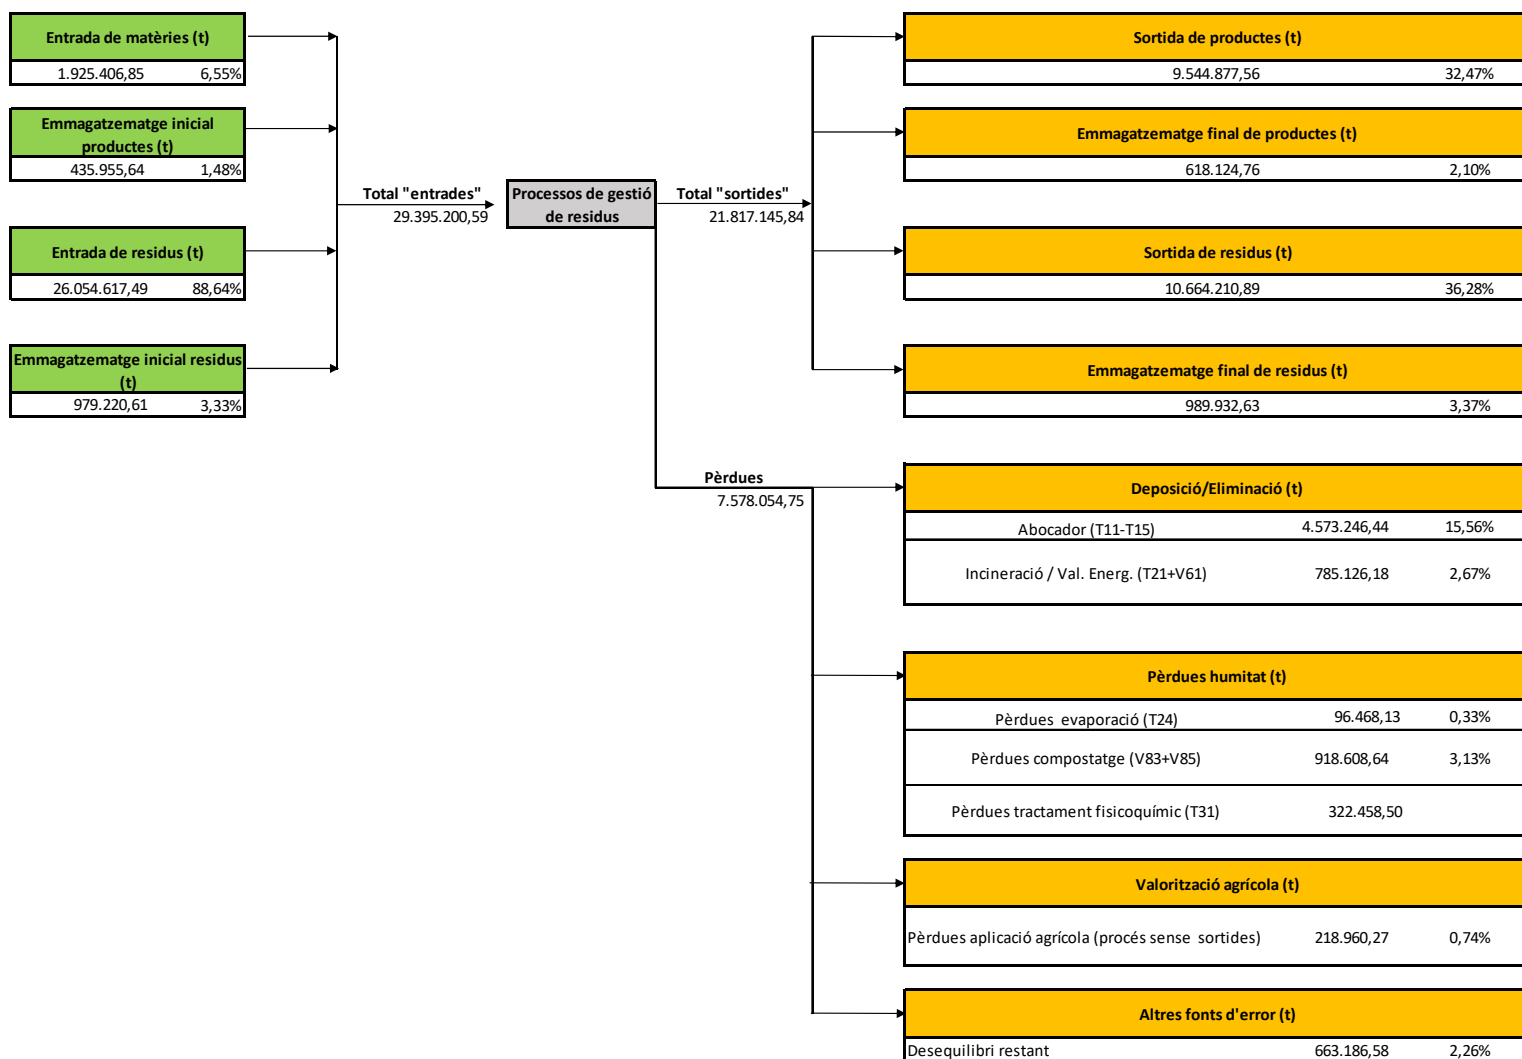 Entrada de matèries (t)
1.925.406,85 6,55%
Emmagatzematge inicial
productes (t)
435.955,64 1,48%
Entrada de residus (t)
26.054.617,49 88,64%
Emmagatzematge inicial residus
(t)
979.220,61 3,33%
Total "entrades"
29.395.200,59
Processos de gestió
de residus
Total "sortides"
21.817.145,84
Pèrdues
7.578.054,75
Sortida de productes (t)
9.544.877,56 32,47%
Emmagatzematge final de productes (t)
618.124,76 2,10%
Sortida de residus (t)
10.664.210,89 36,28%
Emmagatzematge final de residus (t)
989.932,63 3,37%
Deposició/Eliminació (t)
Abocador (T11-T15) 4.573.246,44 15,56%
Incineració / Val. Energ. (T21+V61) 785.126,18 2,67%
Pèrdues humitat (t)
Pèrdues evaporació (T24) 96.468,13 0,33%
Pèrdues compostatge (V83+V85) 918.608,64 3,13%
Pèrdues tractament fisicoquímic (T31) 322.458,50
Valorització agrícola (t)
Pèrdues aplicació agrícola (procés sense sortides) 218.960,27 0,74%
Altres fonts d'error (t)
Desequilibri restant 663.186,58 2,26%